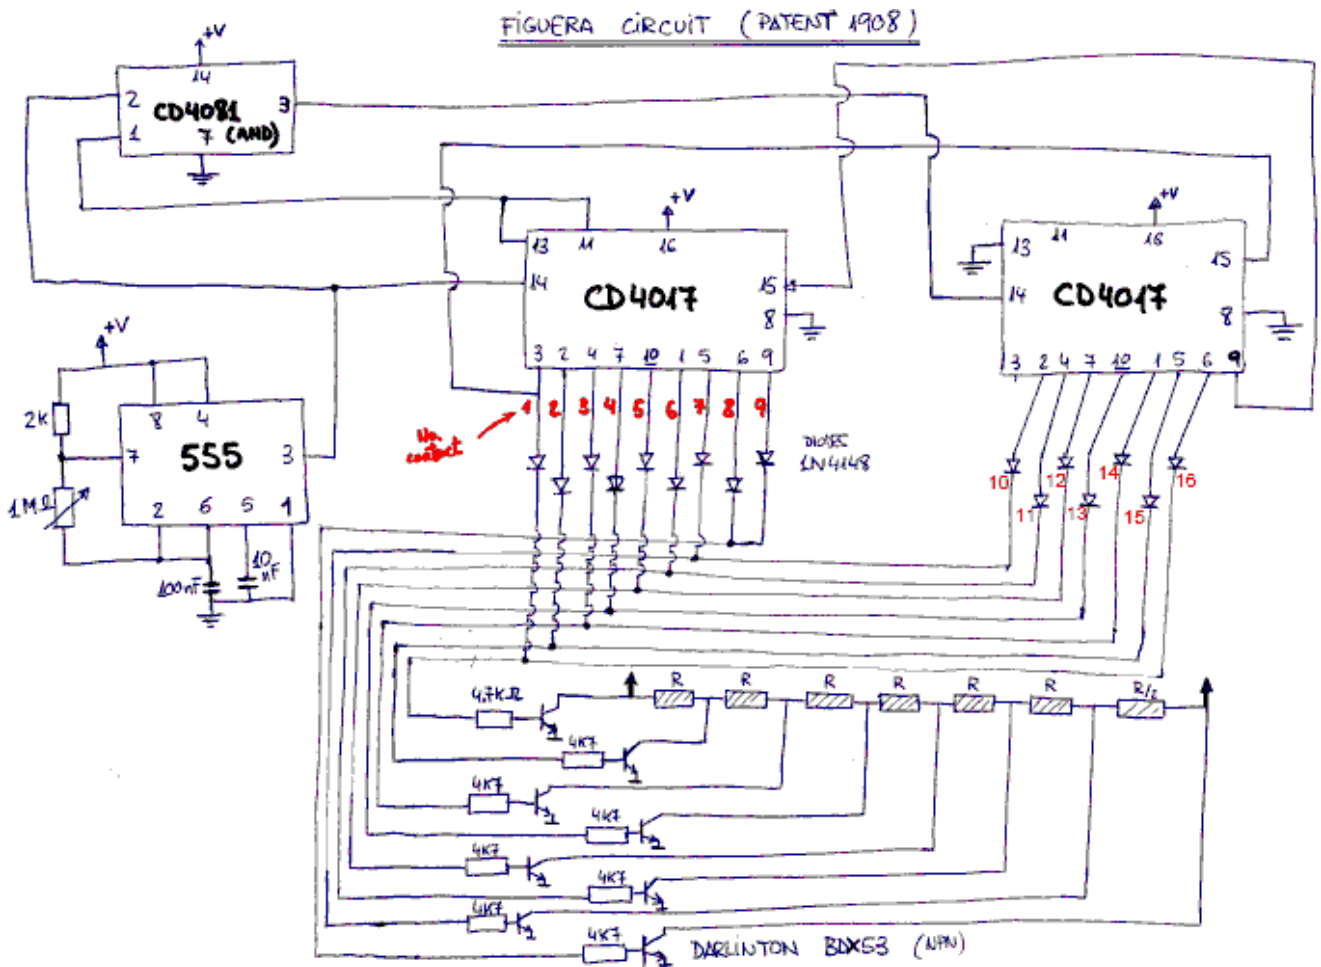 FIGUERA CIRCUIT (PATENT 1908)
+V
14
2
CD4081
3
1
7 (AND)
+V
13
11
16
14
CD4017
15
8
3 2 4 7 10 1 5 6 9
+V
13
11
16
15
14
CD4017
8
3 2 4 7 10 1 5 6 9
+V
2K
8
4
7
555
3
1MΩ
2
6
5
1
100nF
10 nF
1 2 3 4 5 6 7 8 9
No contact
DIODES
1N4148
10
11
12
13
14
15
16
4,7KΩ
R R R R R R R/2
4K7
4K7
4K7
4K7
4K7
4K7
4K7
DARLINTON BDX53 (NPN)